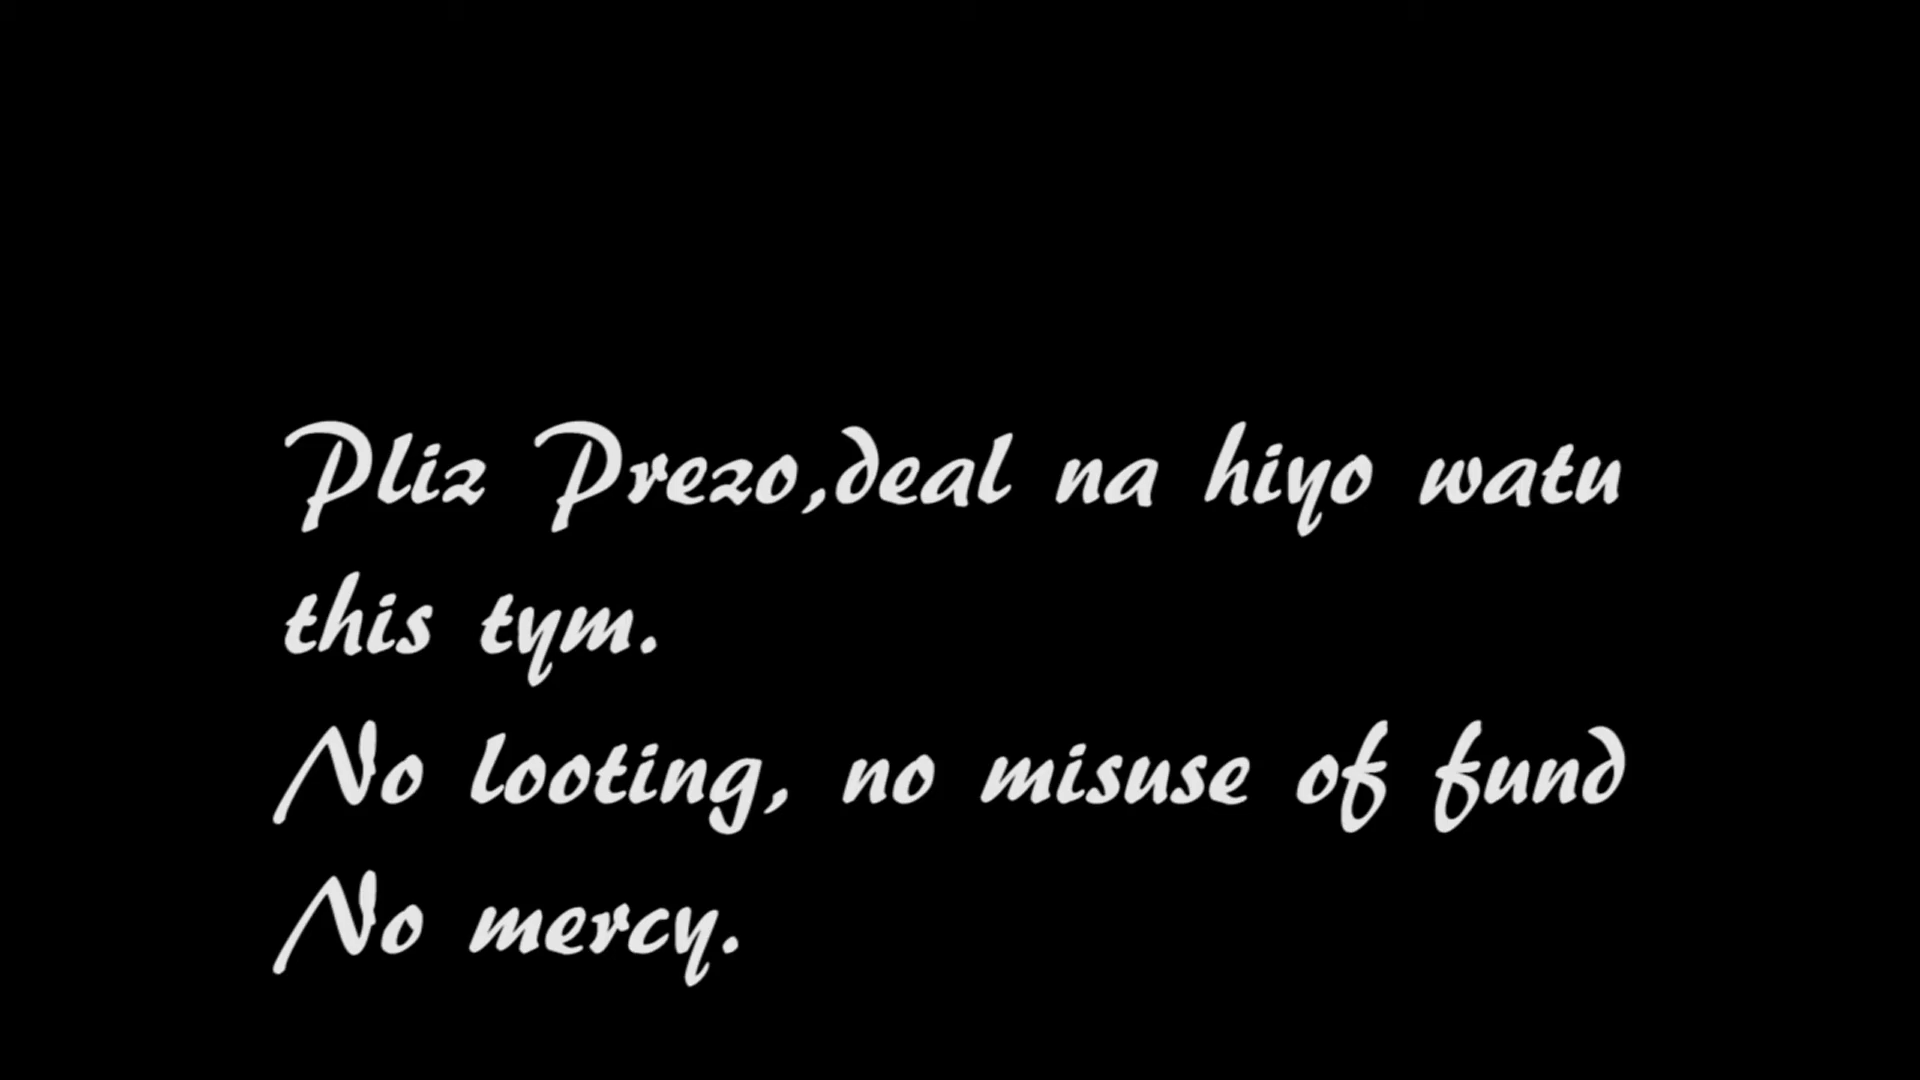 Pliz Prezo,deal na hiyo watu
this tym.
No looting, no misuse of fund
No mercy.